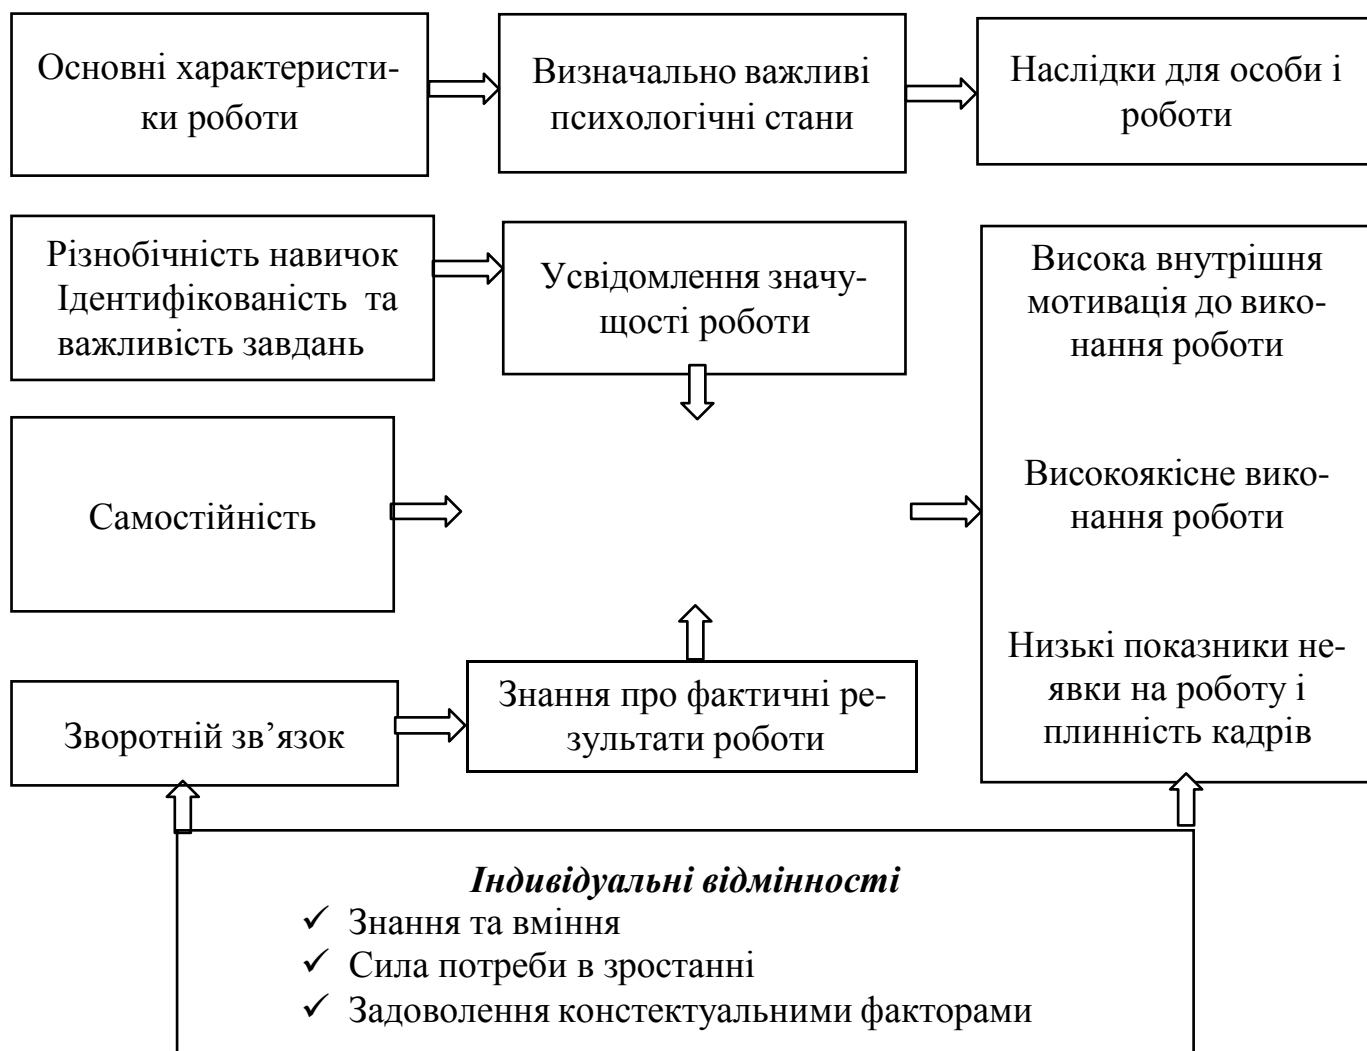 Основні характеристи-
ки роботи
Визначально важливі
психологічні стани
Наслідки для особи і
роботи
Різнобічність навичок
Ідентифікованість та
важливість завдань
Усвідомлення значу-
щості роботи
Висока внутрішня
мотивація до вико-
нання роботи
Самостійність
Високоякісне вико-
нання роботи
Зворотній зв’язок
Знання про фактичні ре-
зультати роботи
Низькі показники не-
явки на роботу і
плинність кадрів
Індивідуальні відмінності
✓ Знання та вміння
✓ Сила потреби в зростанні
✓ Задоволення констектуальними факторами